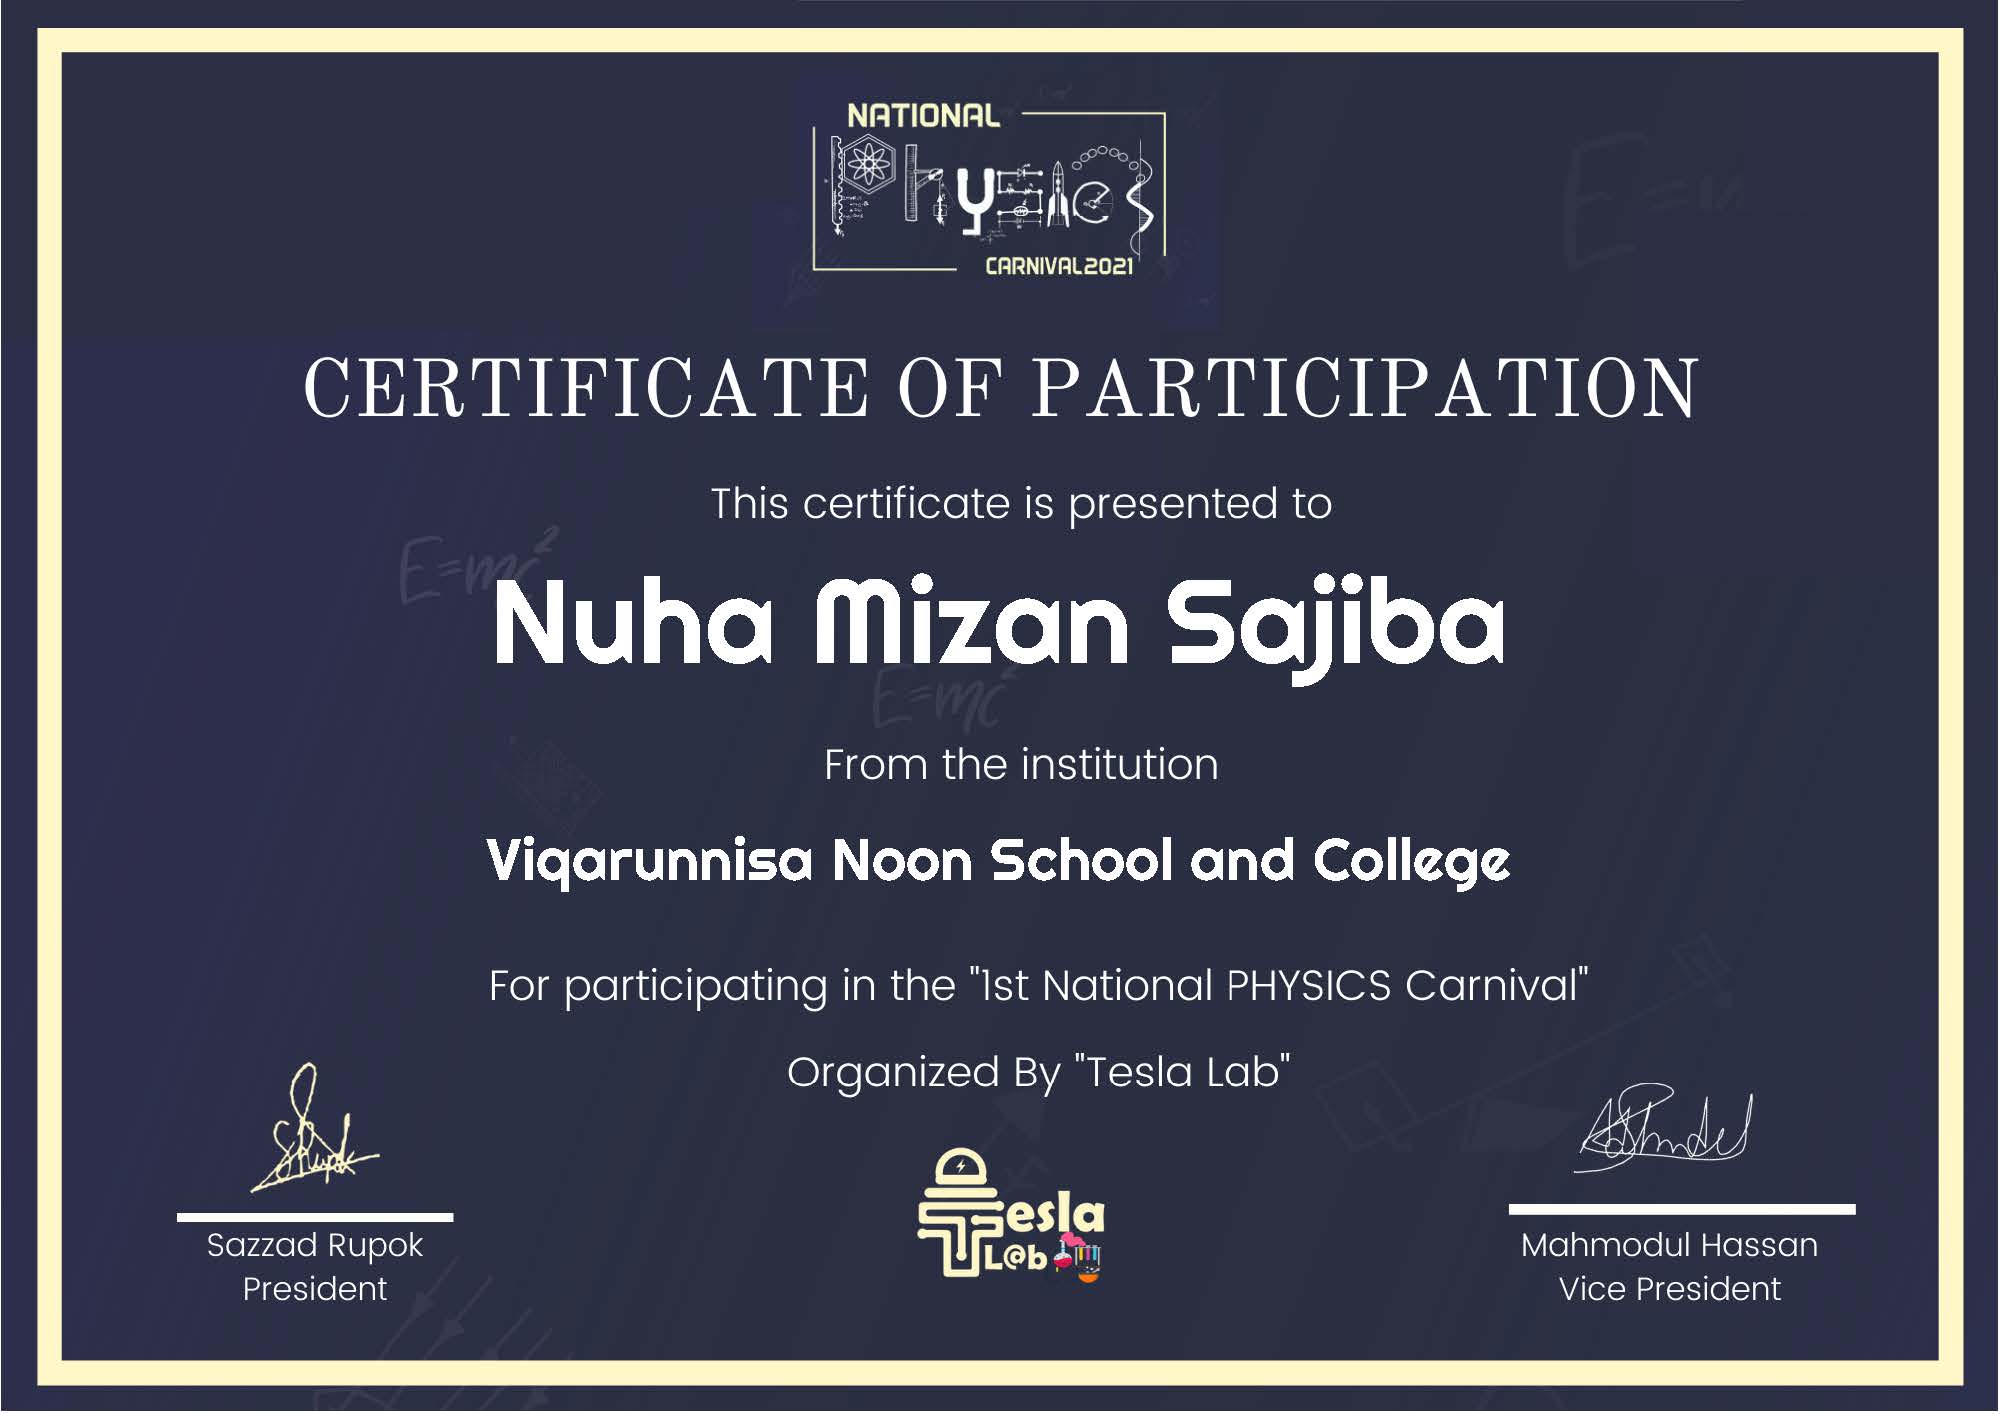 NATIONAL
Physics
CARNIVAL2021
CERTIFICATE OF PARTICIPATION
This certificate is presented to
E=mc²
Nuha Mizan Sajiba
E=mc²
From the institution
Viqarunnisa Noon School and College
For participating in the "1st National PHYSICS Carnival"
Organized By "Tesla Lab"
Tesla
L@b
Sazzad Rupok
President
Mahmodul Hassan
Vice President